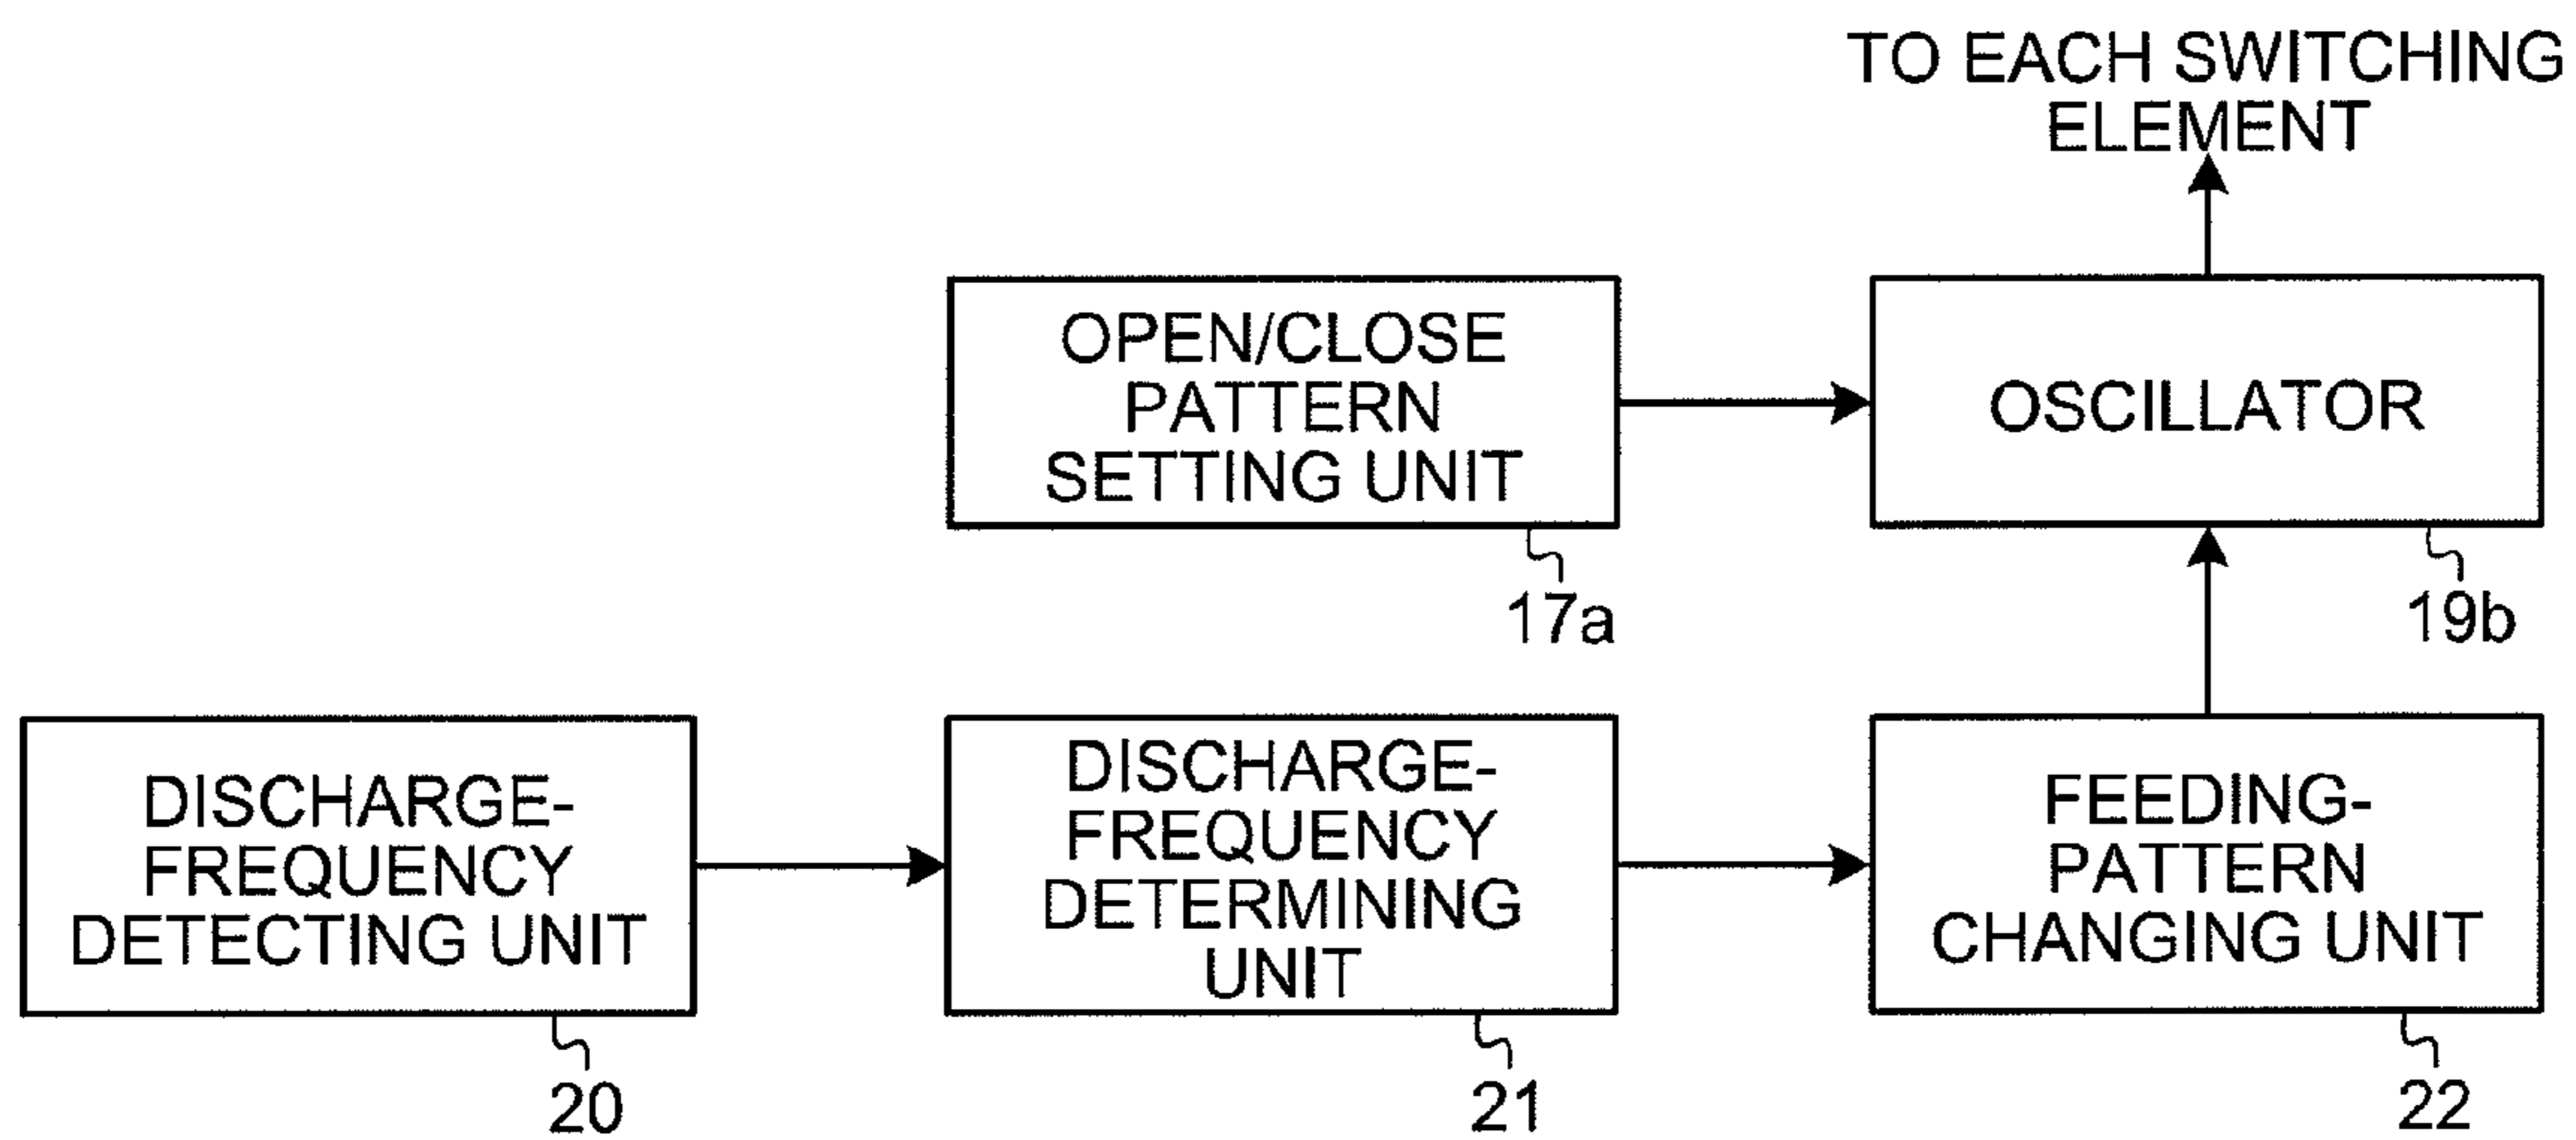 TO EACH SWITCHING
ELEMENT
OPEN/CLOSE
PATTERN
SETTING UNIT
17a
OSCILLATOR
19b
DISCHARGE-
FREQUENCY
DETECTING UNIT
20
DISCHARGE-
FREQUENCY
DETERMINING
UNIT
21
FEEDING-
PATTERN
CHANGING UNIT
22